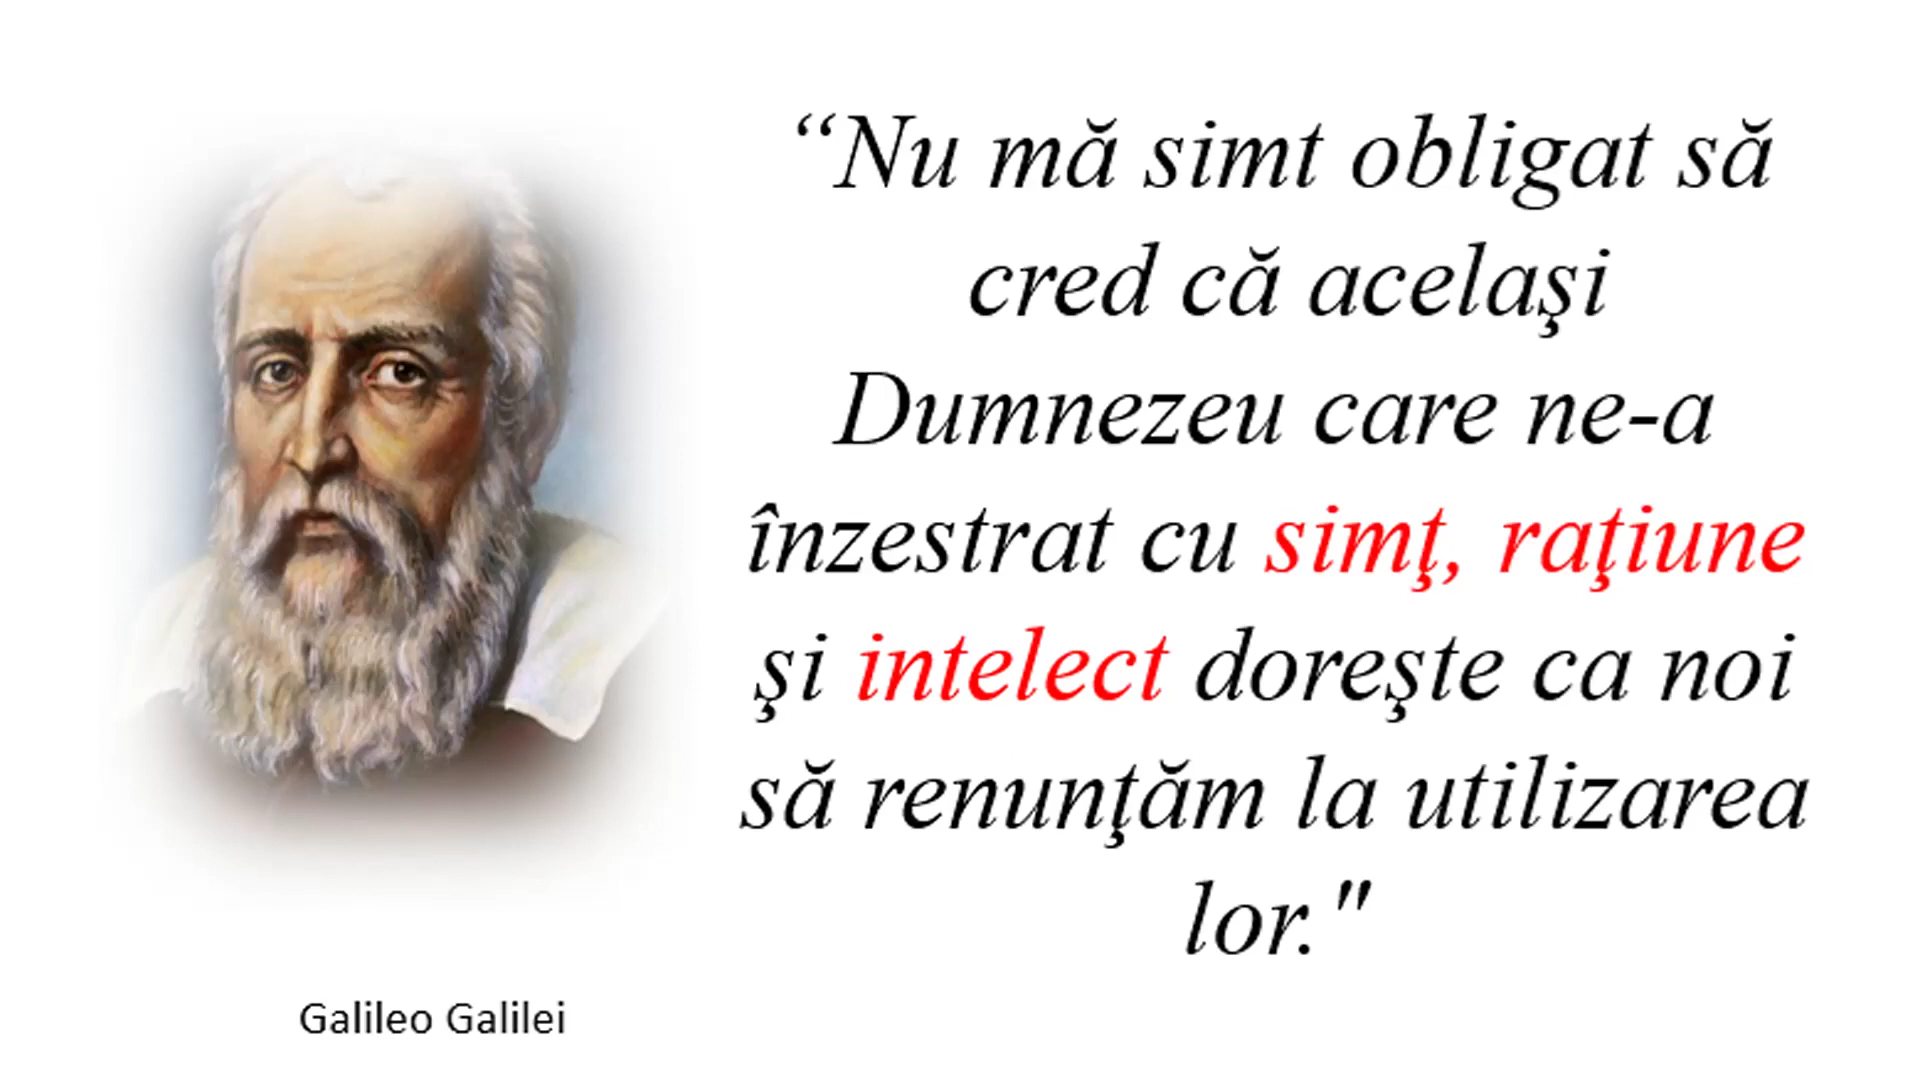 “Nu mă simt obligat să
cred că acelaşi
Dumnezeu care ne-a
înzestrat cu simţ, raţiune
şi intelect doreşte ca noi
să renunţăm la utilizarea
lor."
Galileo Galilei